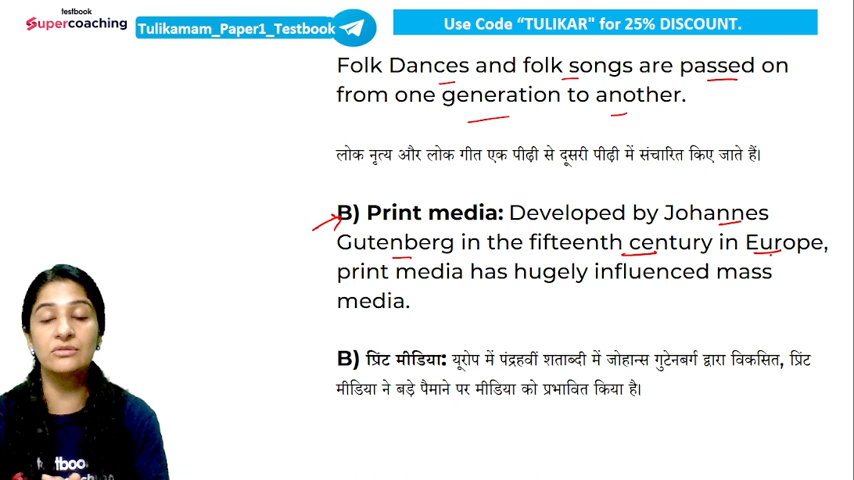 testbook
Supercoaching
Tulikamam_Paper1_Testbook
Use Code “TULIKAR" for 25% DISCOUNT.
Folk Dances and folk songs are passed on
from one generation to another.
लोक नृत्य और लोक गीत एक पीढ़ी से दूसरी पीढ़ी में संचारित किए जाते हैं।
B) Print media: Developed by Johannes
Gutenberg in the fifteenth century in Europe,
print media has hugely influenced mass
media.
B) प्रिंट मीडिया: यूरोप में पंद्रहवीं शताब्दी में जोहान्स गुटेनबर्ग द्वारा विकसित, प्रिंट
मीडिया ने बड़े पैमाने पर मीडिया को प्रभावित किया है।